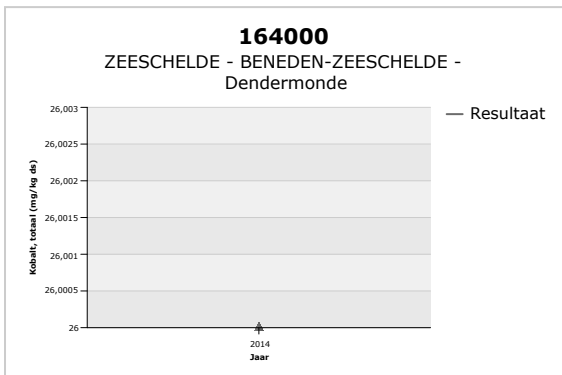 164000
ZEESCHELDE - BENEDEN-ZEESCHELDE -
Dendermonde
Resultaat
Kobalt, totaal (mg/kg ds)
26,003
26,0025
26,002
26,0015
26,001
26,0005
26
2014
Jaar